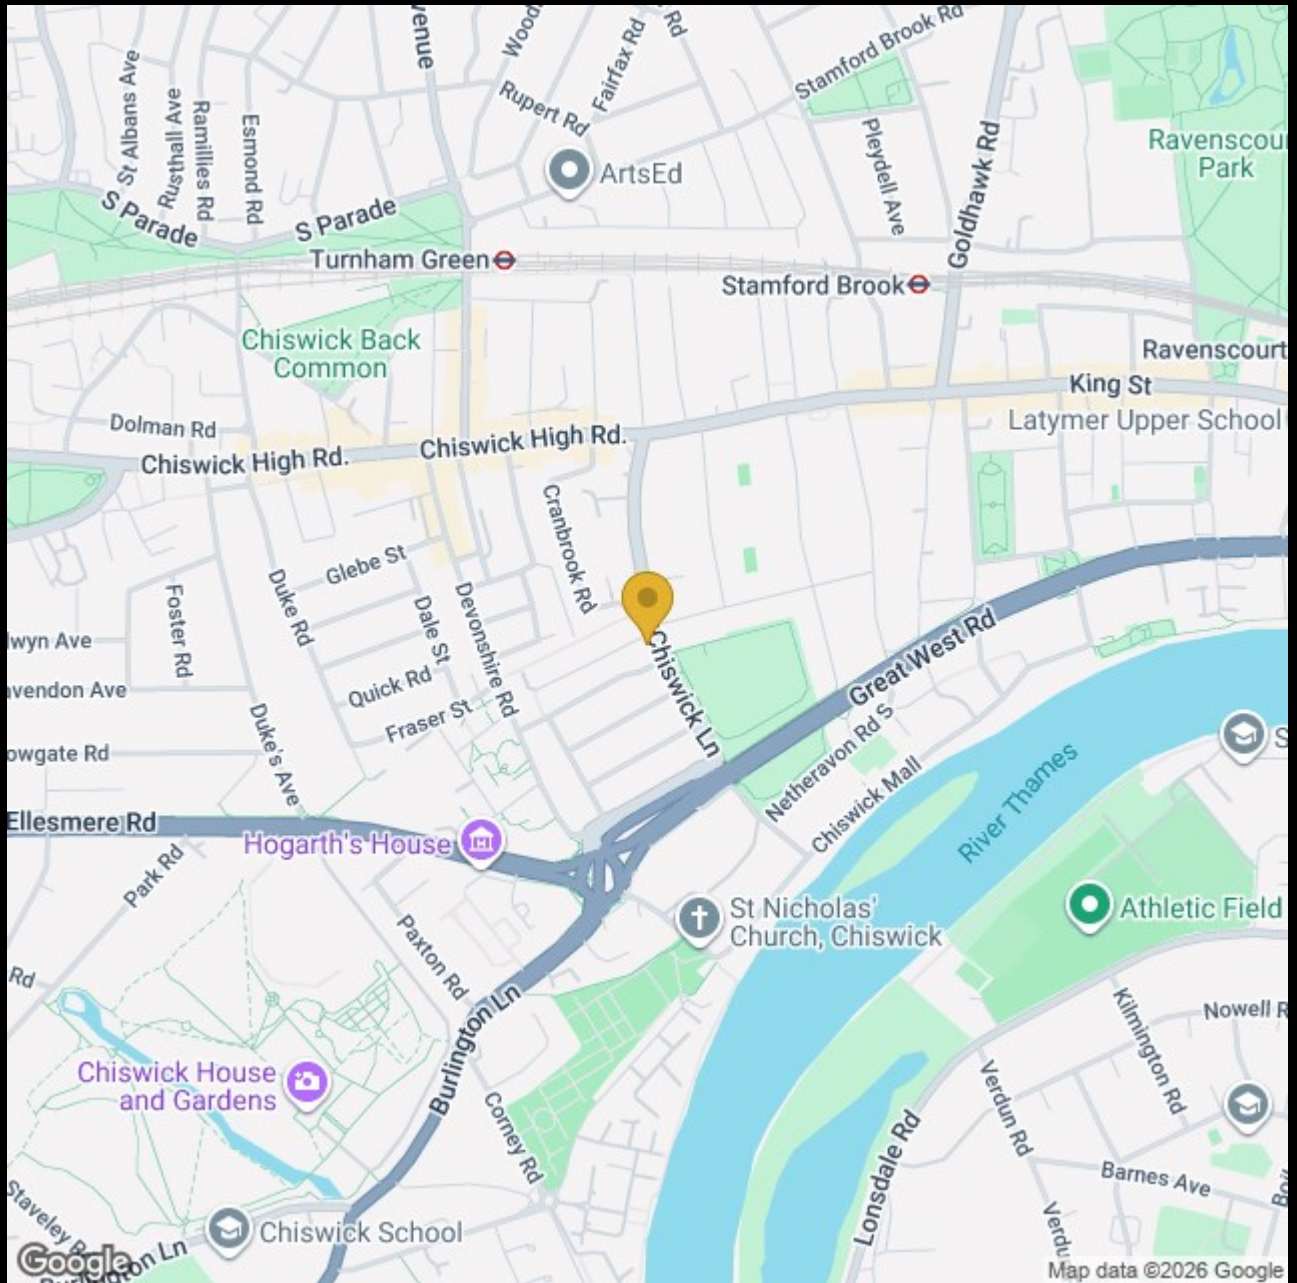 venue
Wood
Fairfax Rd
Rd
Stamford Brook Rd
St Albans Ave
Rusthall Ave
Ramillies Rd
Esmond Rd
Rupert Rd
ArtsEd
Pleydell Ave
Goldhawk Rd
Ravenscour
Park
S Parade
S Parade
Turnham Green
Stamford Brook
Chiswick Back
Common
Ravenscourt
King St
Latymer Upper School
Dolman Rd
Chiswick High Rd.
Chiswick High Rd.
Cranbrook Rd
Glebe St
Duke Rd
Foster Rd
Dale St
Devonshire Rd
lwyn Ave
avendon Ave
Quick Rd
Fraser St
Chiswick Ln
Great West Rd
Duke's Ave
owgate Rd
Netheravon Rd S
Chiswick Mall
River Thames
S
Ellesmere Rd
Hogarth's House
Park Rd
St Nicholas'
Church, Chiswick
Athletic Field
Paxton Rd
Rd
Burlington Ln
Kilmington Rd
Nowell R
Chiswick House
and Gardens
Corney Rd
Verdun Rd
Lonsdale Rd
Barnes Ave
Boil
Staveley R
Chiswick School
Verdu
Burlington Ln
Google
Map data ©2026 Google